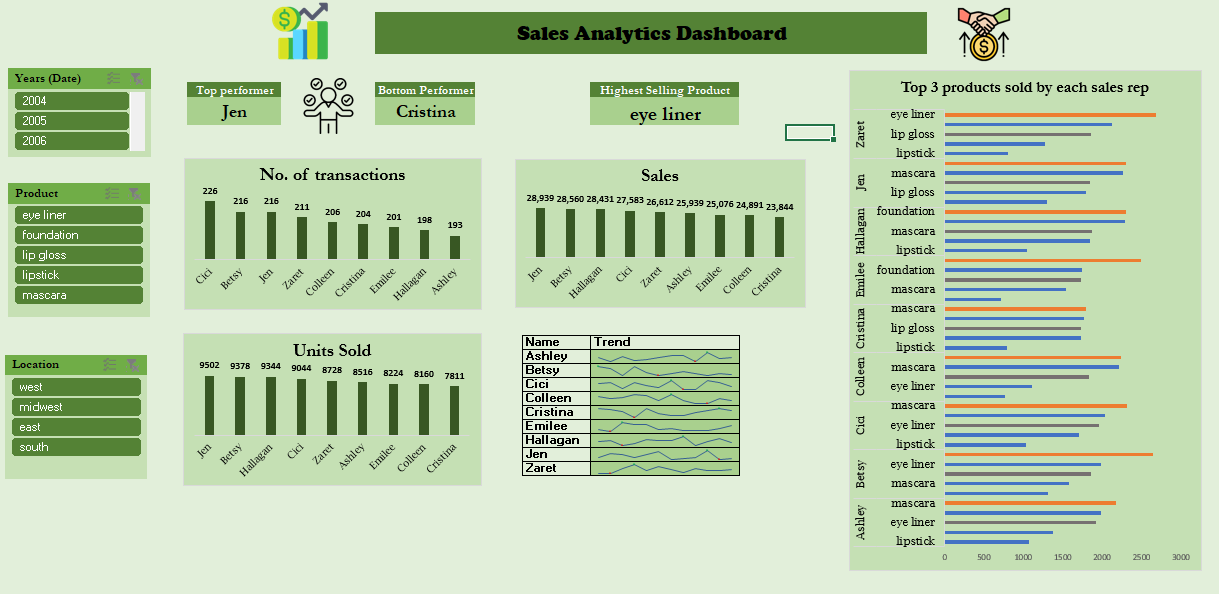 Sales Analytics Dashboard
Years (Date)
2004
2005
2006
Product
eye liner
foundation
lip gloss
lipstick
mascara
Location
west
midwest
east
south
Top performer
Jen
Bottom Performer
Cristina
Highest Selling Product
eye liner
No. of transactions
226 216 216 211 206 204 201 198 193
Cici Betsy Jen Zaret Colleen Cristina Emilee Hallagan Ashley
Sales
28,939 28,560 28,431 27,583 26,612 25,939 25,076 24,891 23,844
Jen Betsy Hallagan Cici Zaret Ashley Emilee Colleen Cristina
Units Sold
9502 9378 9344 9044 8728 8516 8224 8160 7811
Jen Betsy Hallagan Cici Zaret Ashley Emilee Colleen Cristina
Name Trend
Ashley
Betsy
Cici
Colleen
Cristina
Emilee
Hallagan
Jen
Zaret
Top 3 products sold by each sales rep
Zaret
eye liner
lip gloss
lipstick
Jen
mascara
lip gloss
Hallagan
foundation
mascara
lipstick
Emilee
foundation
mascara
Cristina
mascara
lip gloss
lipstick
Colleen
mascara
eye liner
Cici
mascara
eye liner
lipstick
Betsy
eye liner
mascara
Ashley
mascara
eye liner
lipstick
0 500 1000 1500 2000 2500 3000